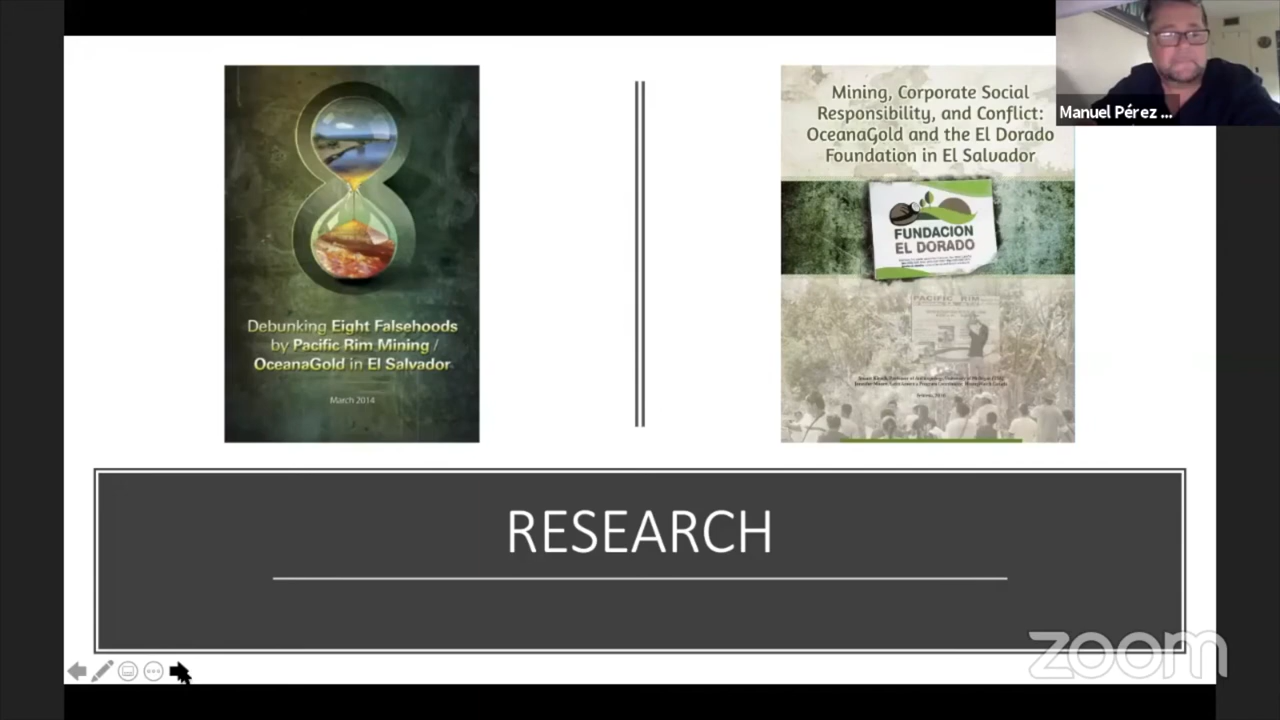 Debunking Eight Falsehoods
by Pacific Rim Mining /
OceanaGold in El Salvador
March 2014
Mining, Corporate Social
Responsibility, and Conflict:
OceanaGold and the El Dorado
Foundation in El Salvador
FUNDACION
EL DORADO
PACIFIC RIM
Manuel Pérez ...
RESEARCH
zoom